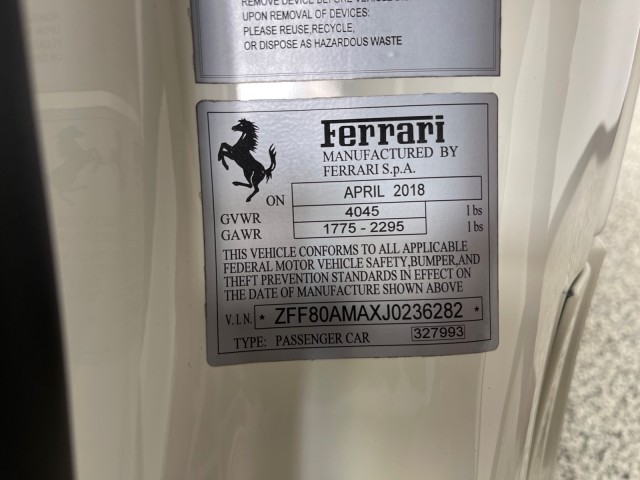 UPON REMOVAL OF DEVICES:
PLEASE REUSE,RECYCLE,
OR DISPOSE AS HAZARDOUS WASTE
Ferrari
MANUFACTURED BY
FERRARI S.p.A.
ON APRIL 2018
GVWR 4045 lbs
GAWR 1775 - 2295 lbs
THIS VEHICLE CONFORMS TO ALL APPLICABLE
FEDERAL MOTOR VEHICLE SAFETY,BUMPER,AND
THEFT PREVENTION STANDARDS IN EFFECT ON
THE DATE OF MANUFACTURE SHOWN ABOVE
V.I.N. * ZFF80AMAXJ0236282 *
TYPE: PASSENGER CAR 327993